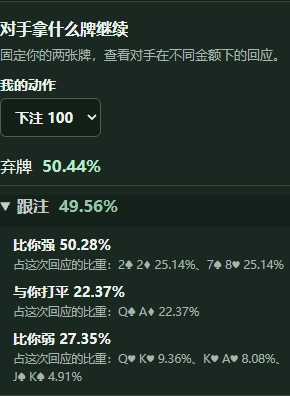 对手拿什么牌继续
固定你的两张牌，查看对手在不同金额下的回应。
我的动作
下注 100
弃牌 50.44%
▼ 跟注 49.56%
比你强 50.28%
占这次回应的比重：2♠ 2♦ 25.14%、7♠ 8♥ 25.14%
与你打平 22.37%
占这次回应的比重：Q♠ A♦ 22.37%
比你弱 27.35%
占这次回应的比重：Q♥ K♥ 9.36%、K♥ A♥ 8.08%、
J♠ K♠ 4.91%